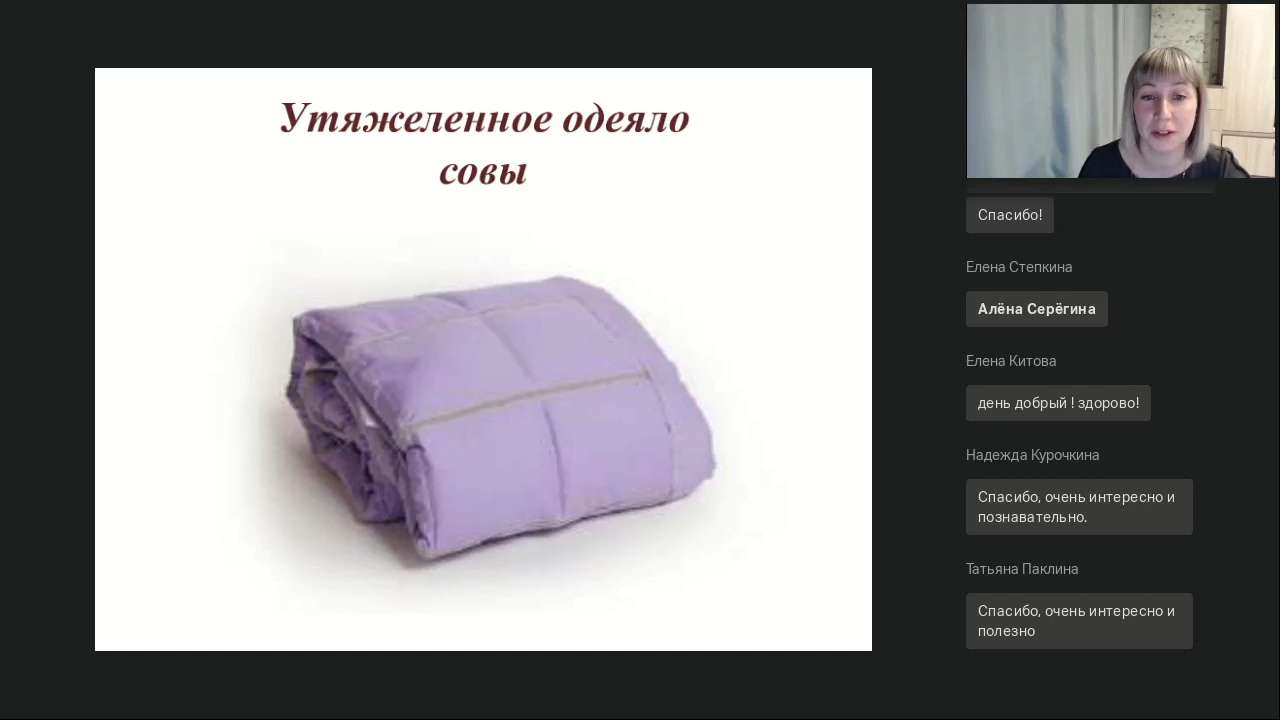 Утяжеленное одеяло
совы
Спасибо!
Елена Степкина
Алёна Серёгина
Елена Китова
день добрый ! здорово!
Надежда Курочкина
Спасибо, очень интересно и
познавательно.
Татьяна Паклина
Спасибо, очень интересно и
полезно